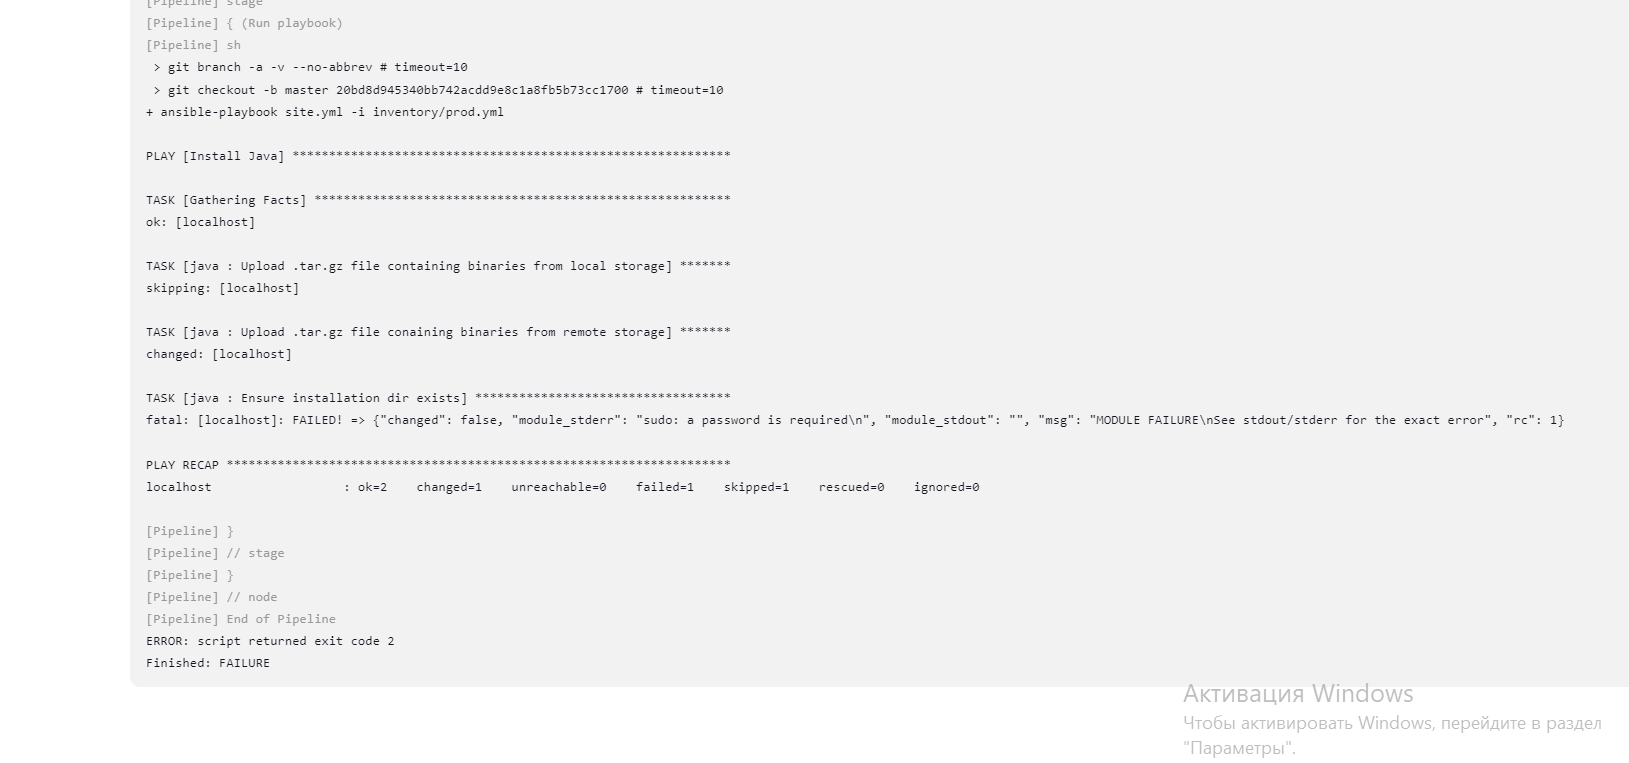 [Pipeline] stage
[Pipeline] { (Run playbook)
[Pipeline] sh
 > git branch -a -v --no-abbrev # timeout=10
 > git checkout -b master 20bd8d945340bb742acdd9e8c1a8fb5b73cc1700 # timeout=10
+ ansible-playbook site.yml -i inventory/prod.yml
PLAY [Install Java] ************************************************************
TASK [Gathering Facts] *********************************************************
ok: [localhost]
TASK [java : Upload .tar.gz file containing binaries from local storage] *******
skipping: [localhost]
TASK [java : Upload .tar.gz file conaining binaries from remote storage] *******
changed: [localhost]
TASK [java : Ensure installation dir exists] ***********************************
fatal: [localhost]: FAILED! => {"changed": false, "module_stderr": "sudo: a password is required\n", "module_stdout": "", "msg": "MODULE FAILURE\nSee stdout/stderr for the exact error", "rc": 1}
PLAY RECAP *********************************************************************
localhost                  : ok=2    changed=1    unreachable=0    failed=1    skipped=1    rescued=0    ignored=0
[Pipeline] }
[Pipeline] // stage
[Pipeline] }
[Pipeline] // node
[Pipeline] End of Pipeline
ERROR: script returned exit code 2
Finished: FAILURE
Активация Windows
Чтобы активировать Windows, перейдите в раздел
"Параметры".